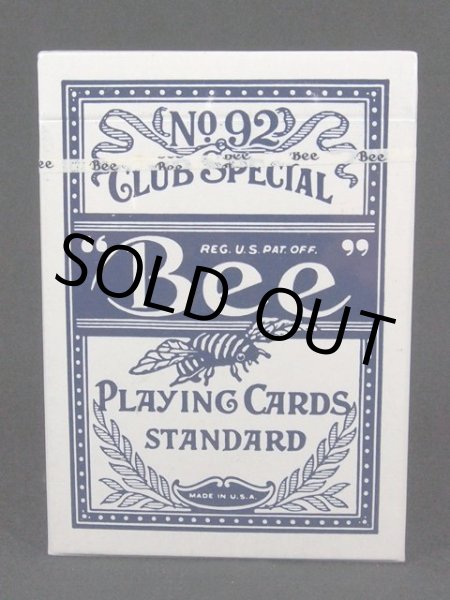 No. 92
ee Bee Bee Bee Bee
Bee
Club Special
REG. U.S. PAT. OFF.
"Bee"
SOLD OUT
PLAYING CARDS
STANDARD
MADE IN U.S.A.